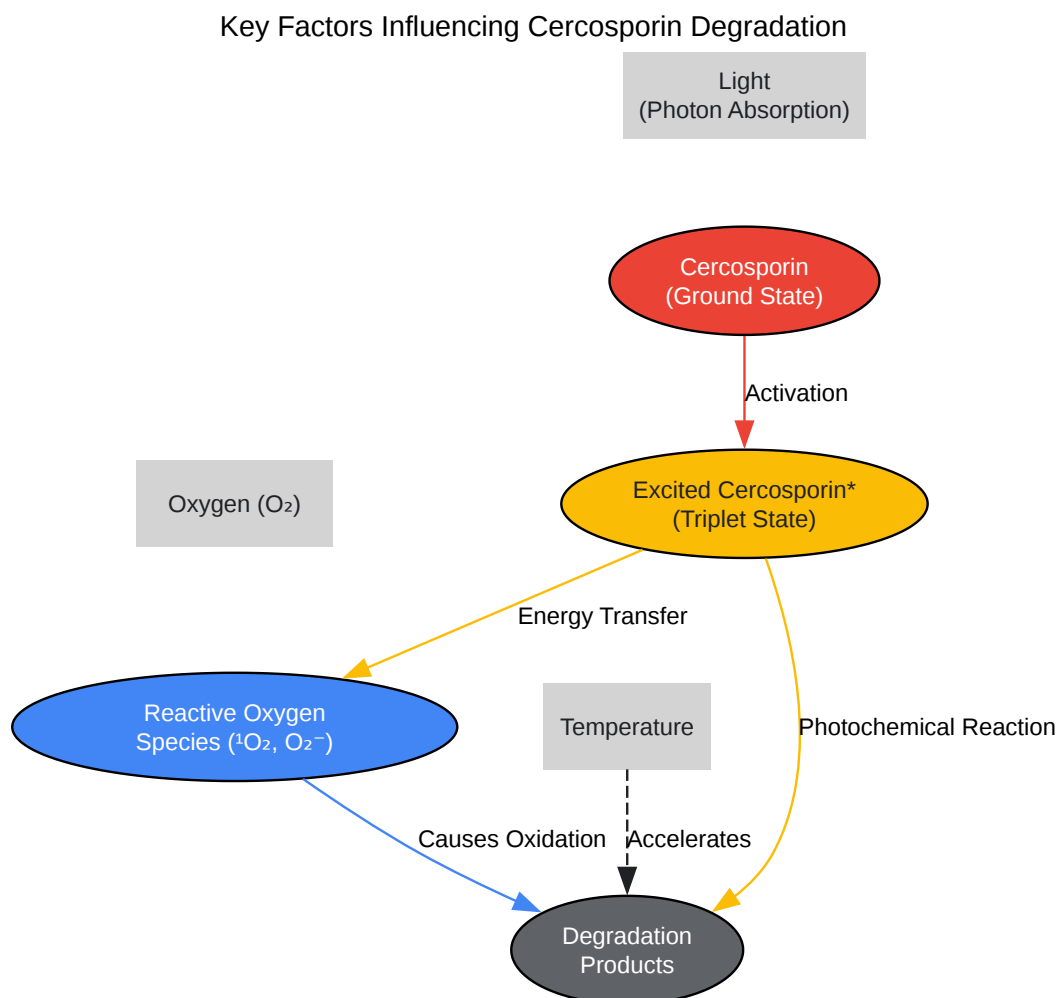 Key Factors Influencing Cercosporin Degradation
Light
(Photon Absorption)
Cercosporin
(Ground State)
Activation
Oxygen (O₂)
Excited Cercosporin*
(Triplet State)
Energy Transfer
Reactive Oxygen
Species (¹O₂, O₂⁻)
Temperature
Photochemical Reaction
Causes Oxidation
Accelerates
Degradation
Products